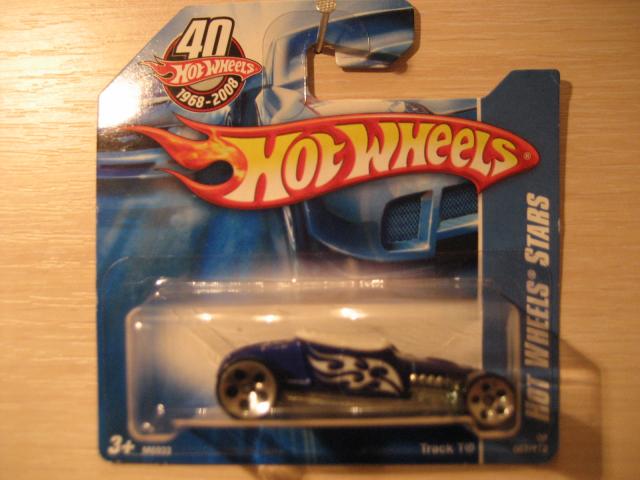 40
HOT WHEELS
1968-2008
HOT WHEELS®
HOT WHEELS® STARS
3+
Track T®